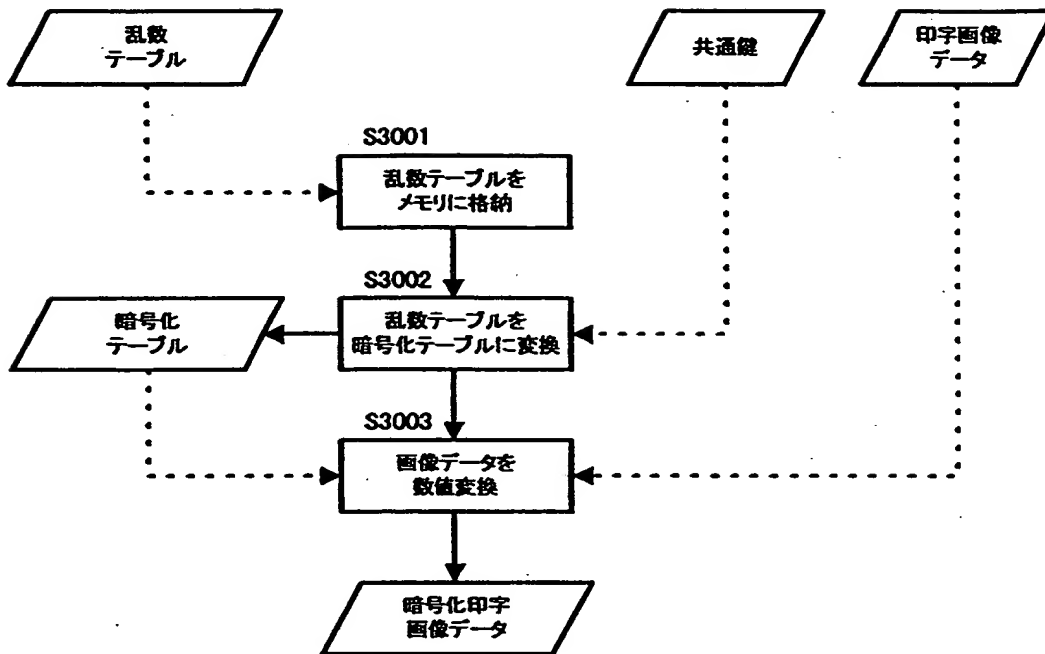 乱数
テーブル
共通鍵
印字画像
データ
S3001
乱数テーブルを
メモリに格納
S3002
乱数テーブルを
暗号化テーブルに変換
暗号化
テーブル
S3003
画像データを
数値変換
暗号化印字
画像データ